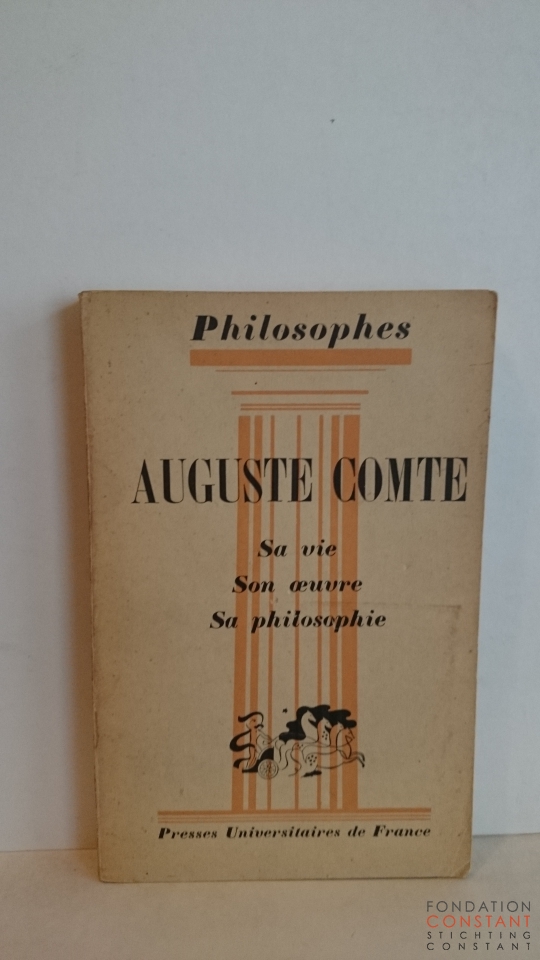 Philosophes
AUGUSTE COMTE
Sa vie
Son œuvre
Sa philosophie
Presses Universitaires de France
FONDATION
CONSTANT
STICHTING
CONSTANT